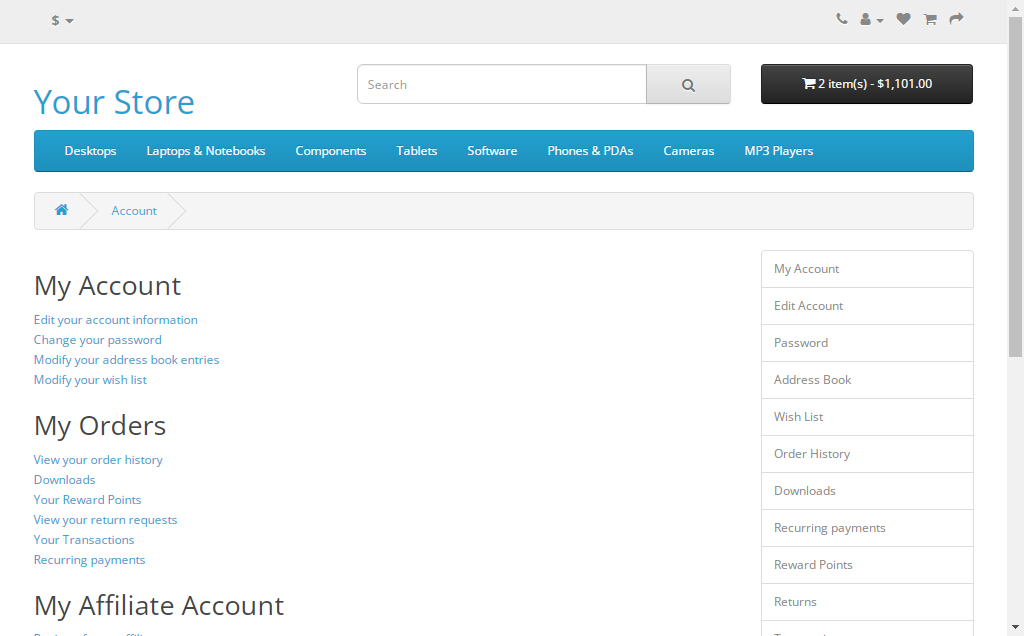 $
Your Store
Search
2 item(s) - $1,101.00
Desktops Laptops & Notebooks Components Tablets Software Phones & PDAs Cameras MP3 Players
Account
My Account
Edit your account information
Change your password
Modify your address book entries
Modify your wish list
My Orders
View your order history
Downloads
Your Reward Points
View your return requests
Your Transactions
Recurring payments
My Affiliate Account
My Account
Edit Account
Password
Address Book
Wish List
Order History
Downloads
Recurring payments
Reward Points
Returns